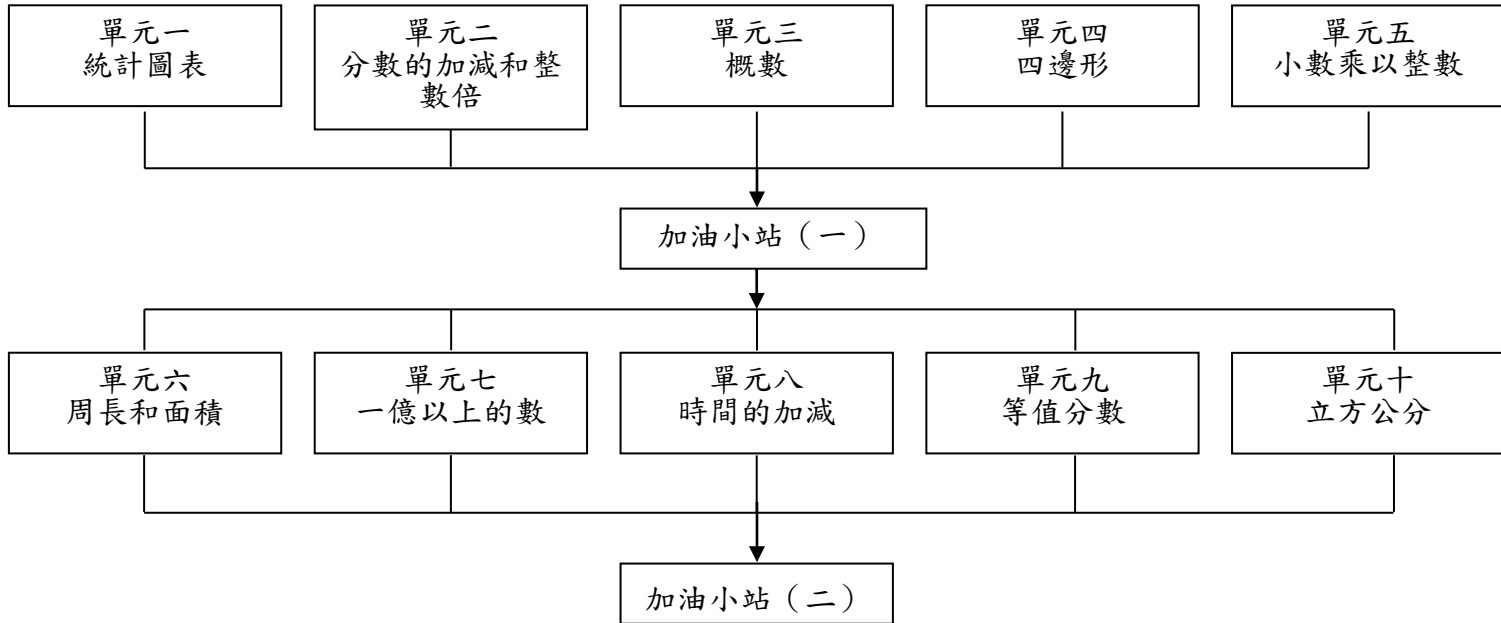 單元一
統計圖表
單元二
分數的加減和整
數倍
單元三
概數
單元四
四邊形
單元五
小數乘以整數
加油小站（一）
單元六
周長和面積
單元七
一億以上的數
單元八
時間的加減
單元九
等值分數
單元十
立方公分
加油小站（二）